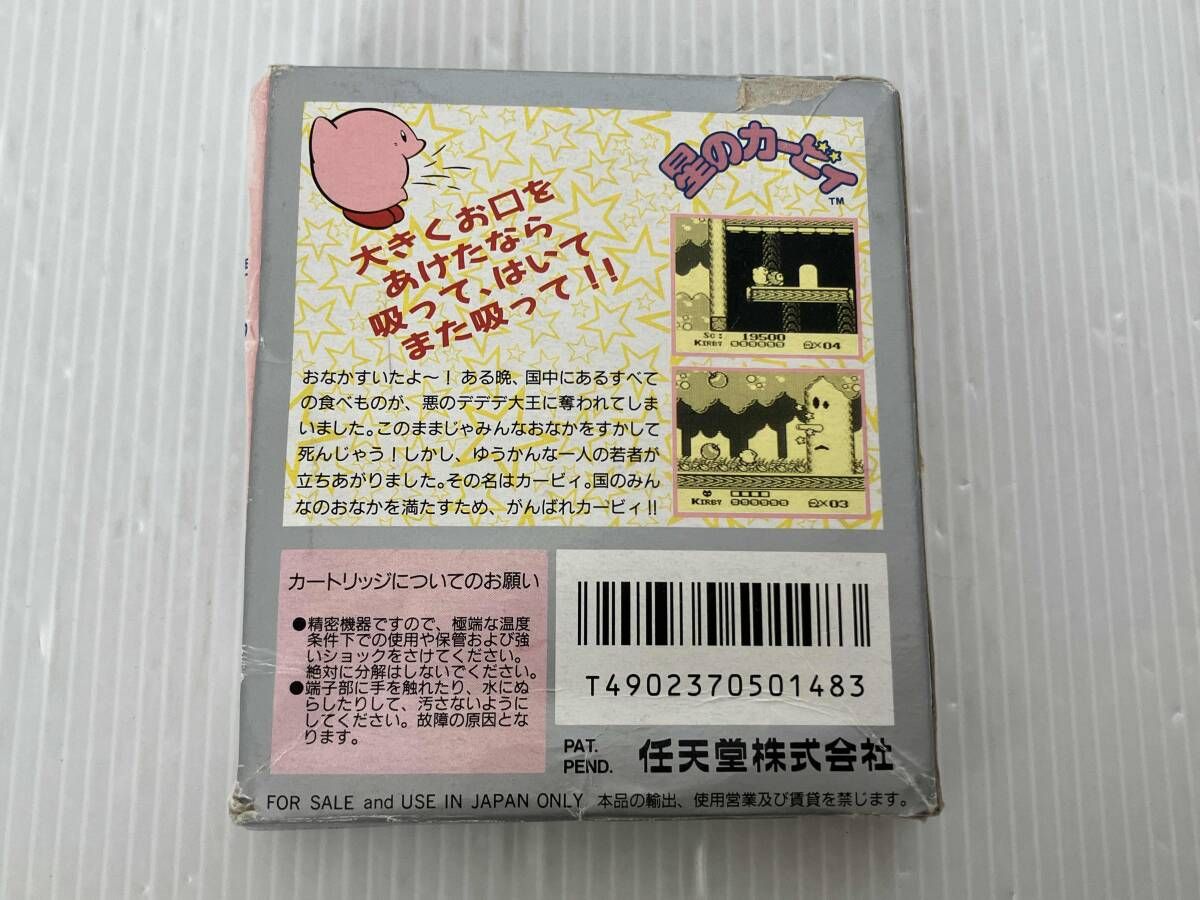 星のカービィ
TM
大きくお口を
あけたなら
吸って、はいて
また吸って!!
SC: 19500
KIRBY ×04
おなかすいたよ〜！ある晩、国中にあるすべて
の食べものが、悪のデデデ大王に奪われてしま
いました。このままじゃみんなおなかをすかして
死んじゃう！しかし、ゆうかんな一人の若者が
立ちあがりました。その名はカービィ。国のみん
なのおなかを満たすため、がんばれカービィ!!
KIRBY ×03
カートリッジについてのお願い
●精密機器ですので、極端な温度
条件下での使用や保管および強
いショックをさけてください。
絶対に分解はしないでください。
●端子部に手を触れたり、水にぬ
らしたりして、汚さないように
してください。故障の原因とな
ります。
T4902370501483
PAT.
PEND.
任天堂株式会社
FOR SALE and USE IN JAPAN ONLY 本品の輸出、使用営業及び賃貸を禁じます。